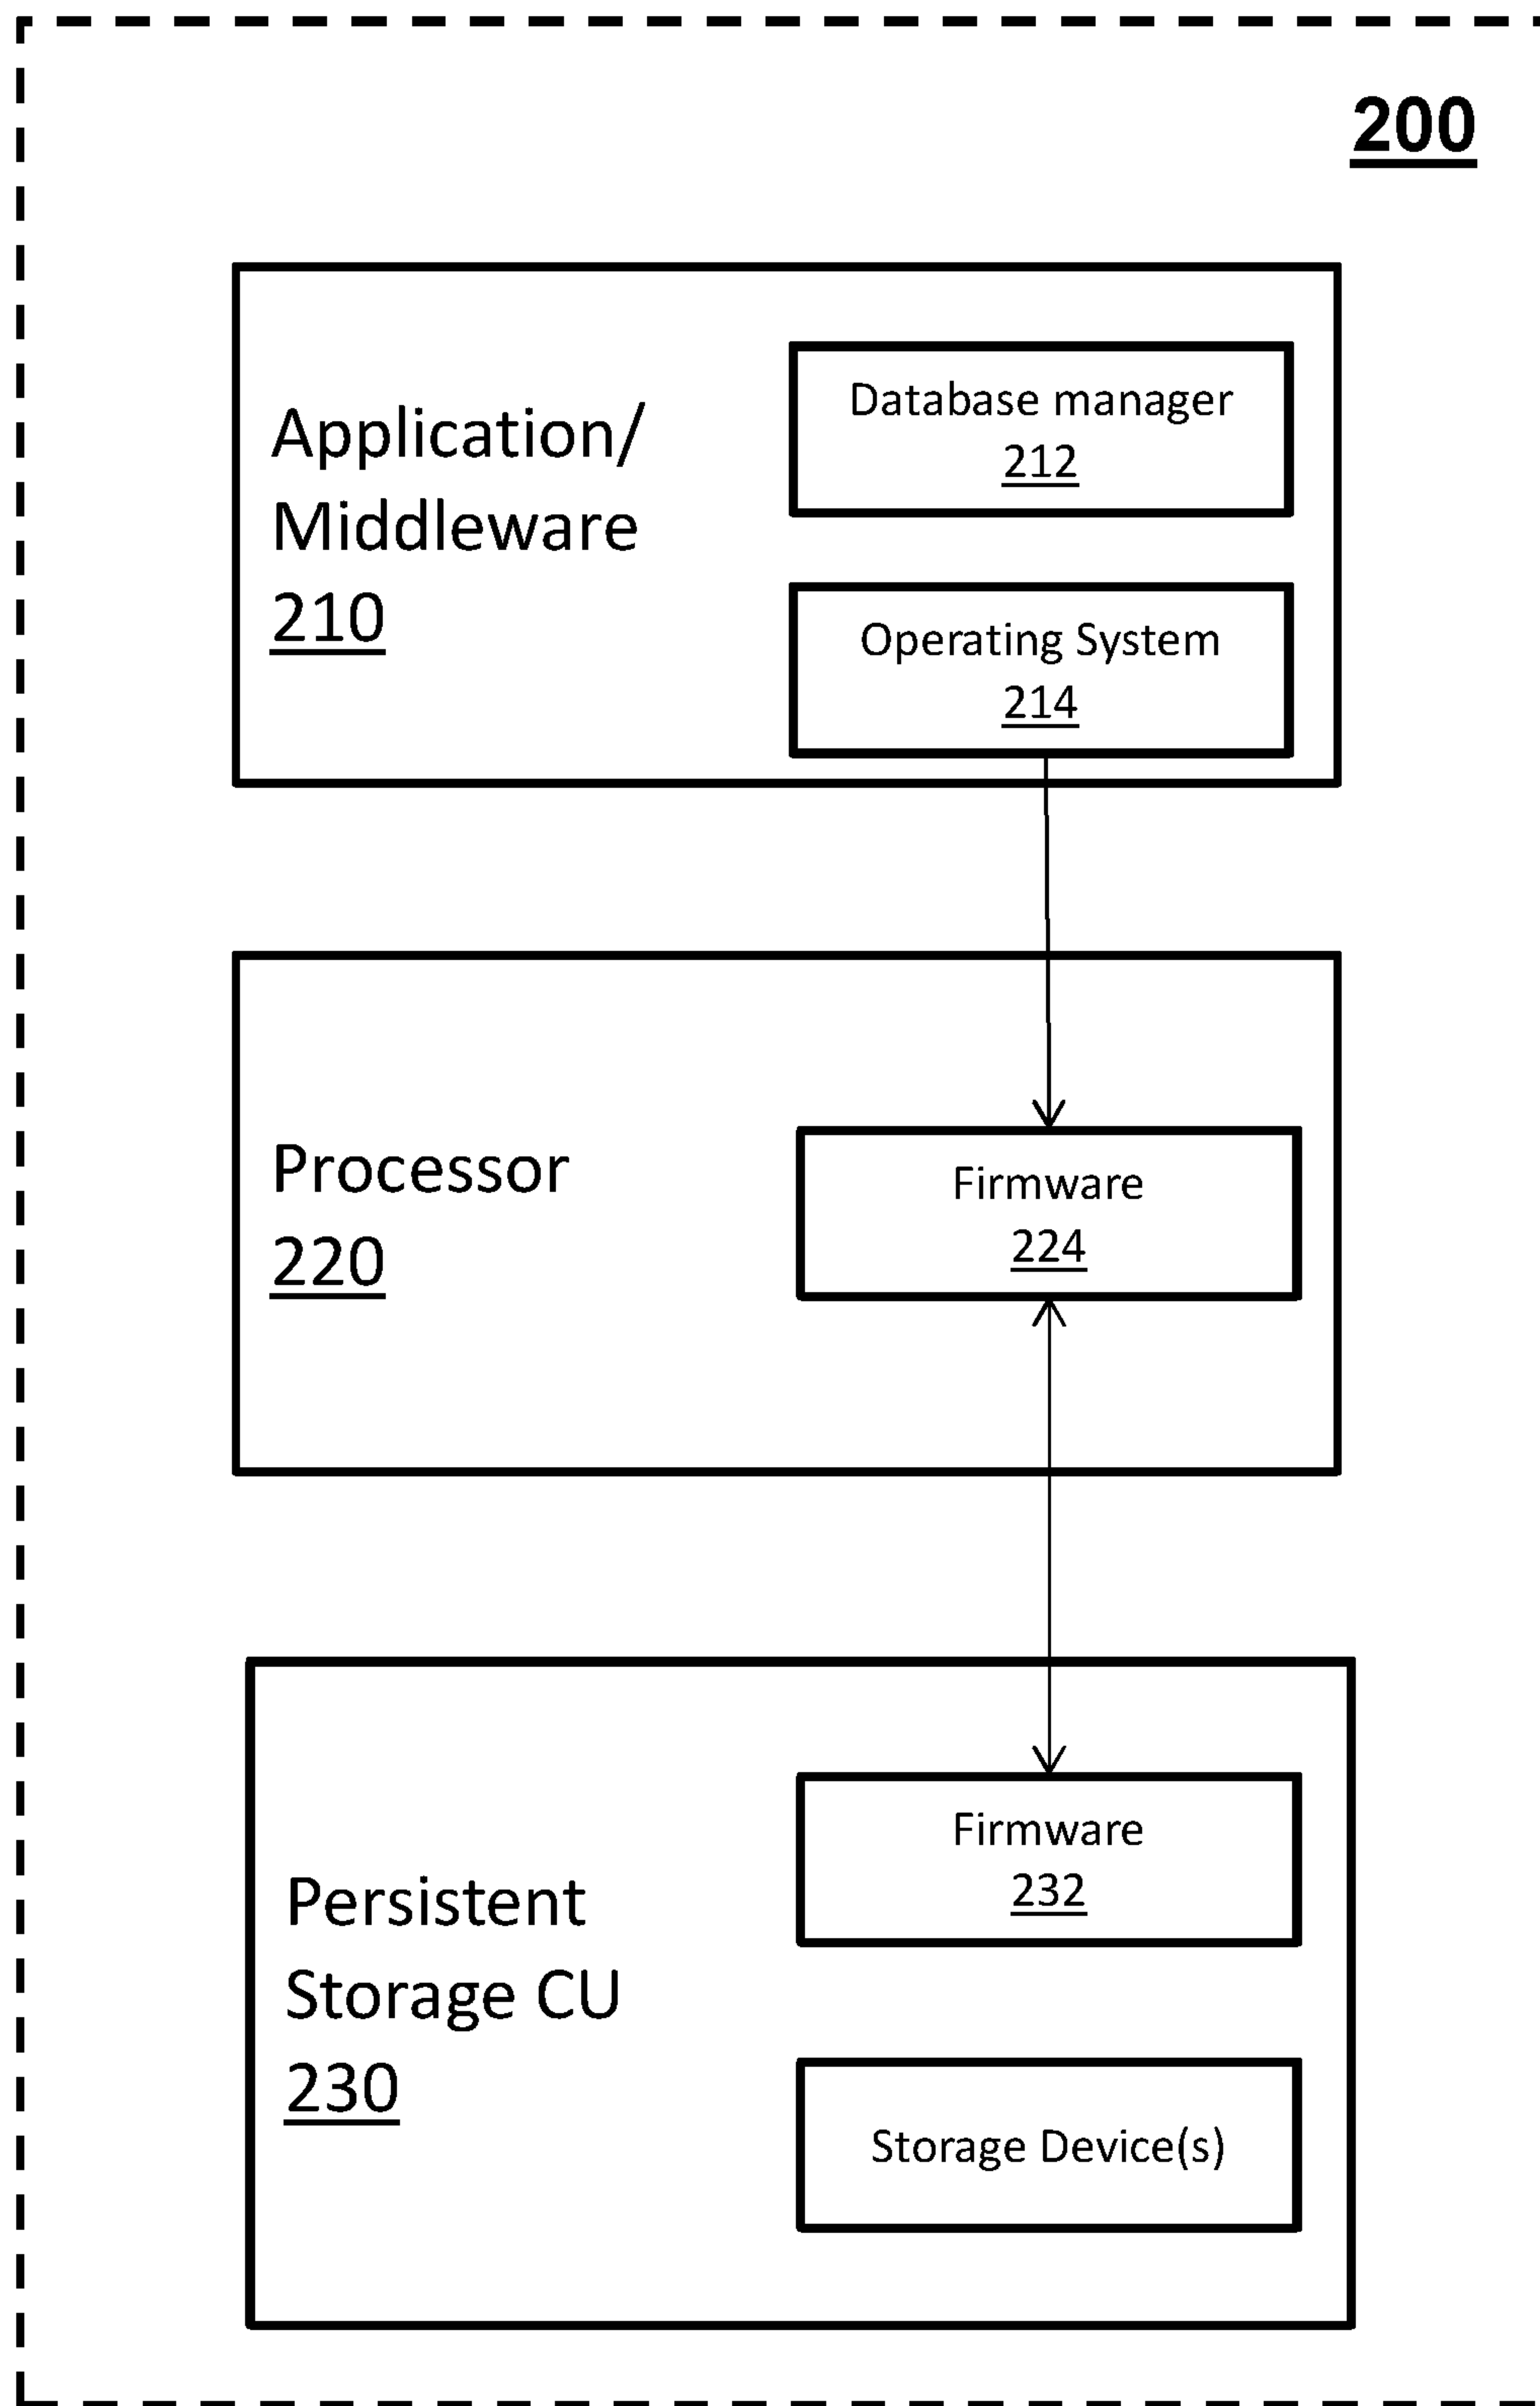 200
Application/
Middleware
210
Database manager
212
Operating System
214
Processor
220
Firmware
224
Persistent
Storage CU
230
Firmware
232
Storage Device(s)